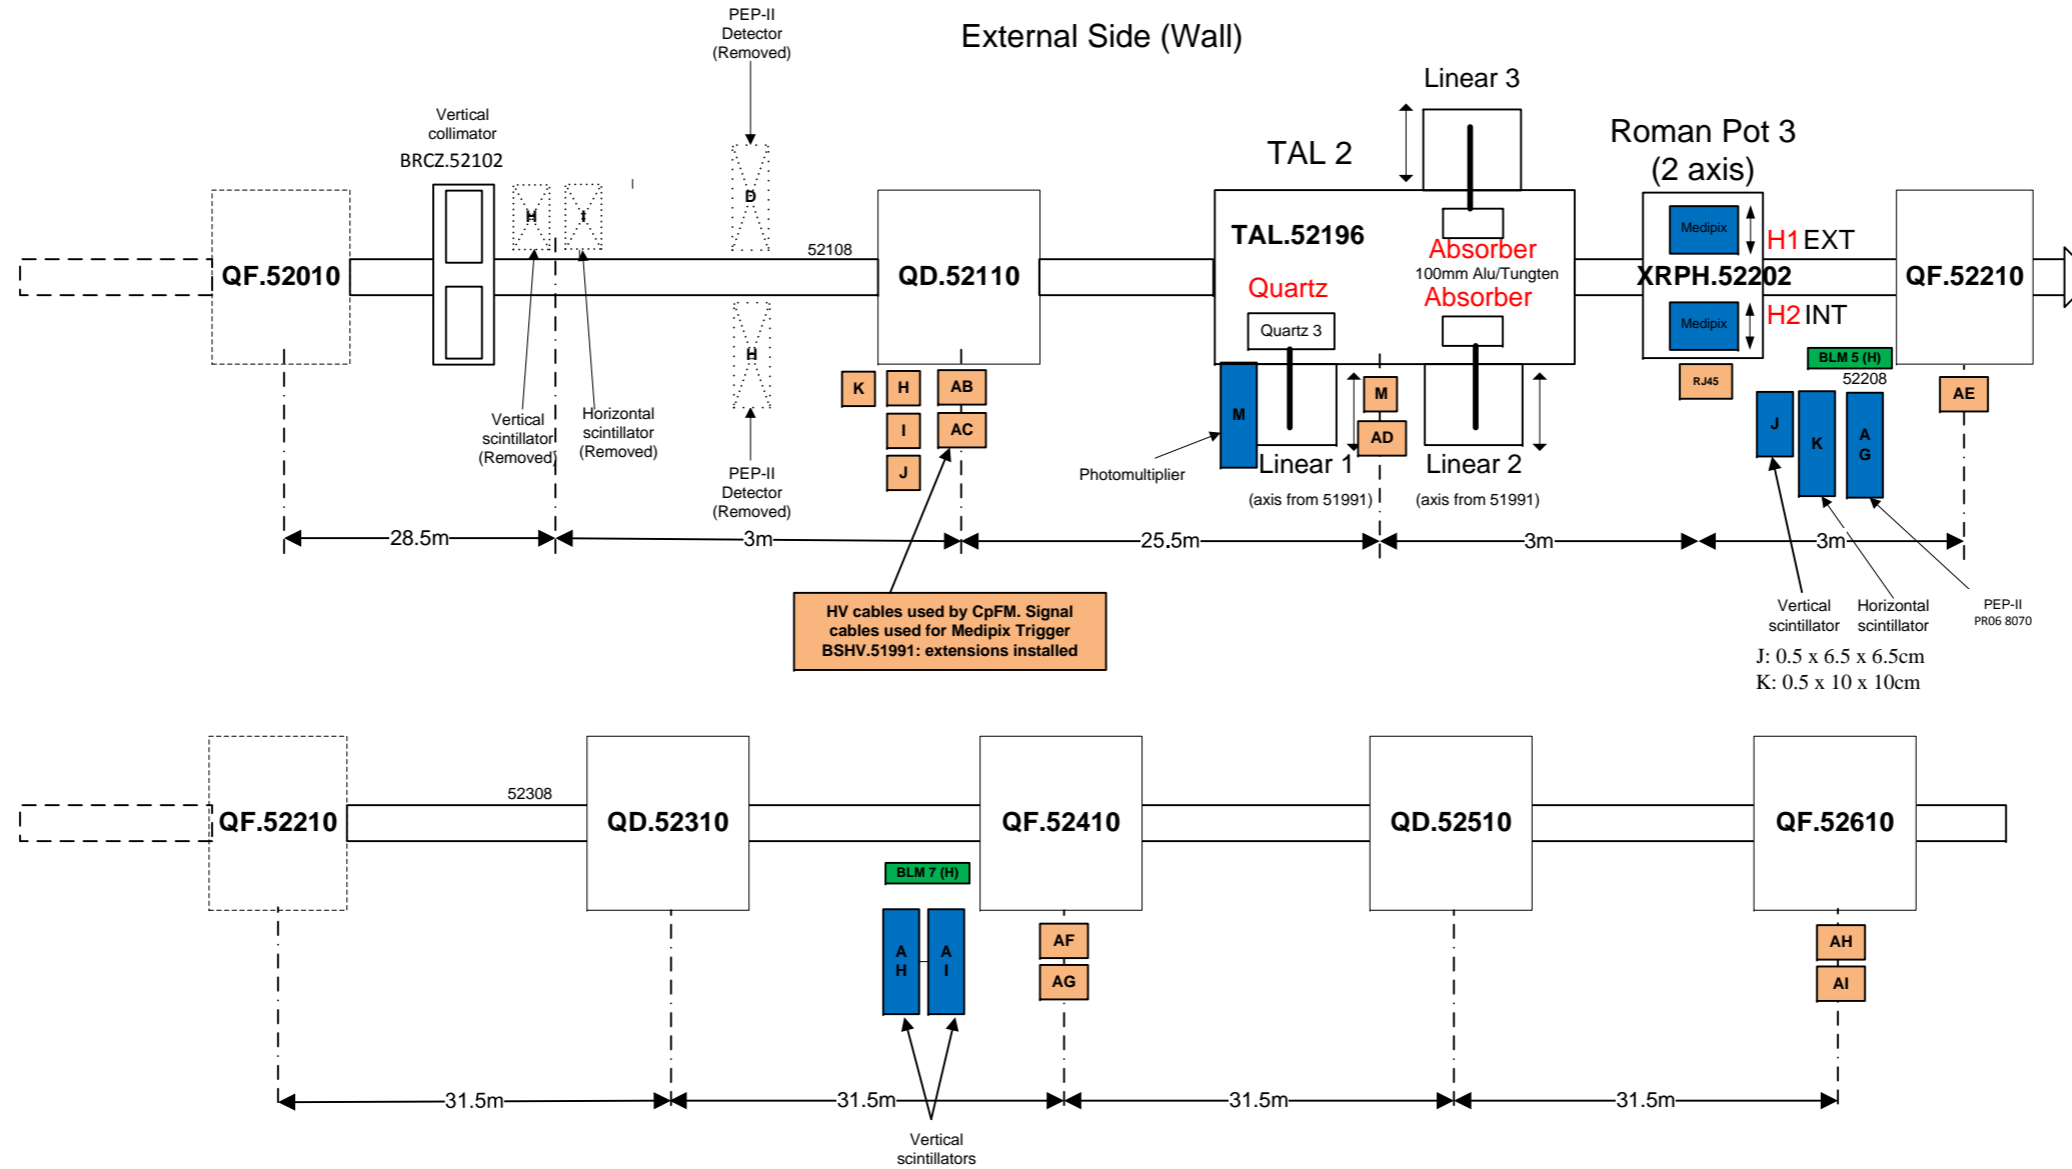 PEP-II
Detector
(Removed)
External Side (Wall)
Linear 3
Vertical
collimator
BRCZ.52102
TAL 2
Roman Pot 3
(2 axis)
H
I
D
52108
QF.52010
QD.52110
TAL.52196
Absorber
100mm Alu/Tungten
Absorber
Quartz
Quartz 3
Medipix
H1 EXT
XRPH.52202
Medipix
H2 INT
QF.52210
H
BLM 5 (H)
52208
K
H
AB
I
AC
J
M
M
AD
RJ45
J
K
A
G
AE
Vertical
scintillator
(Removed)
Horizontal
scintillator
(Removed)
PEP-II
Detector
(Removed)
Photomultiplier
Linear 1
(axis from 51991)
Linear 2
(axis from 51991)
28.5m
3m
25.5m
3m
3m
HV cables used by CpFM. Signal
cables used for Medipix Trigger
BSHV.51991: extensions installed
Vertical
scintillator
Horizontal
scintillator
PEP-II
PR06 8070
J: 0.5 x 6.5 x 6.5cm
K: 0.5 x 10 x 10cm
QF.52210
52308
QD.52310
QF.52410
QD.52510
QF.52610
BLM 7 (H)
A
H
A
I
AF
AG
AH
AI
31.5m
31.5m
31.5m
31.5m
Vertical
scintillators